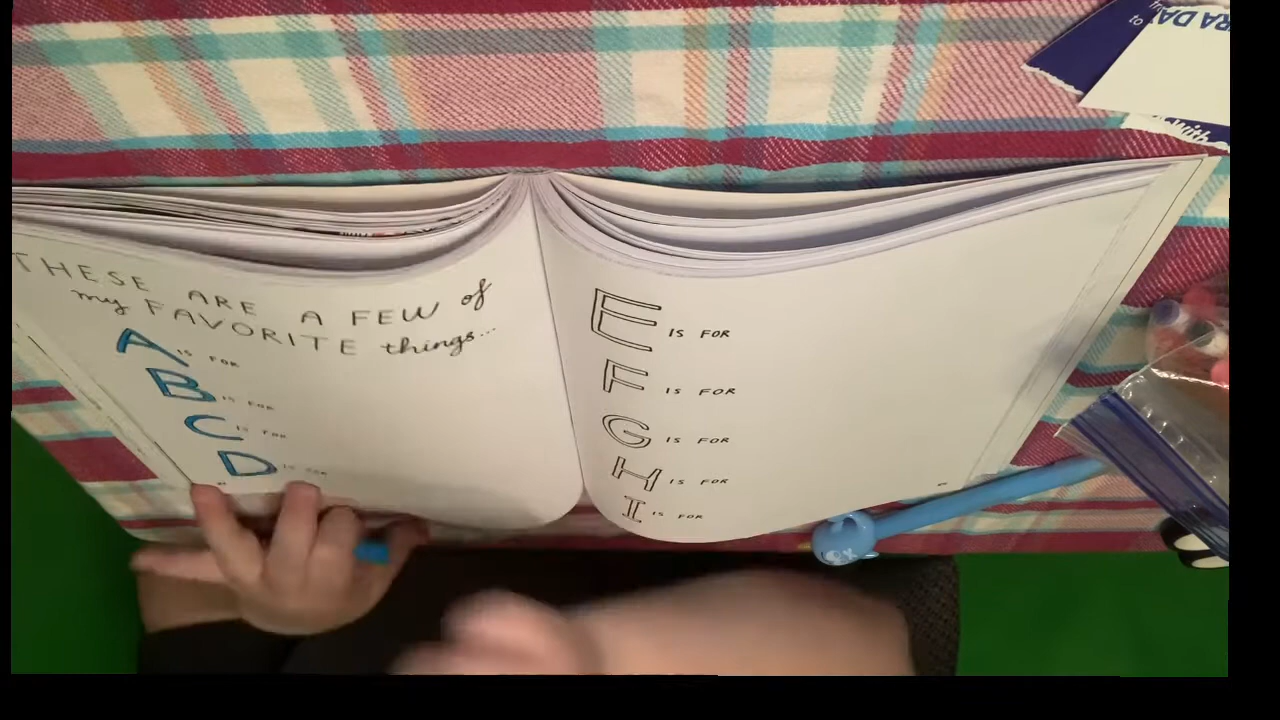 THESE ARE A FEW of
my FAVORITE things...
A IS FOR
B IS FOR
C IS FOR
D IS FOR
E IS FOR
F IS FOR
G IS FOR
H IS FOR
I IS FOR